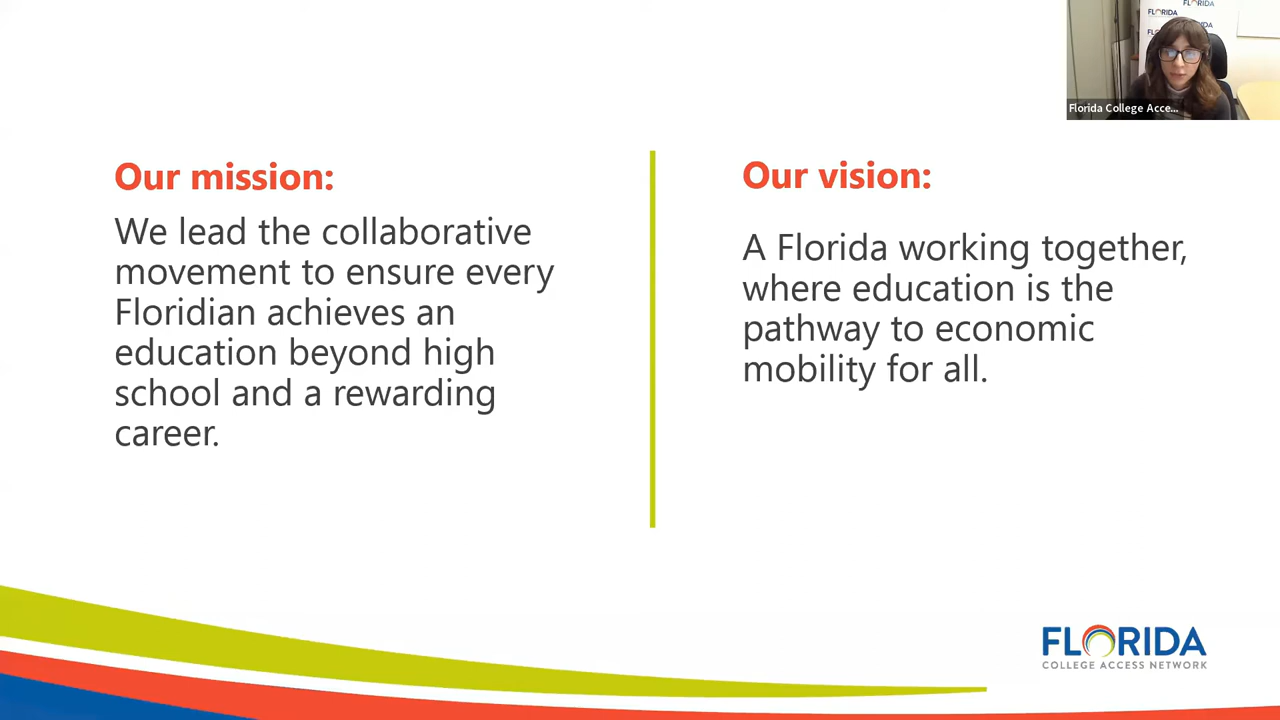 FLORIDA
FLORIDA
Florida College Acce...
Our mission:
We lead the collaborative
movement to ensure every
Floridian achieves an
education beyond high
school and a rewarding
career.
Our vision:
A Florida working together,
where education is the
pathway to economic
mobility for all.
FLORIDA
COLLEGE ACCESS NETWORK